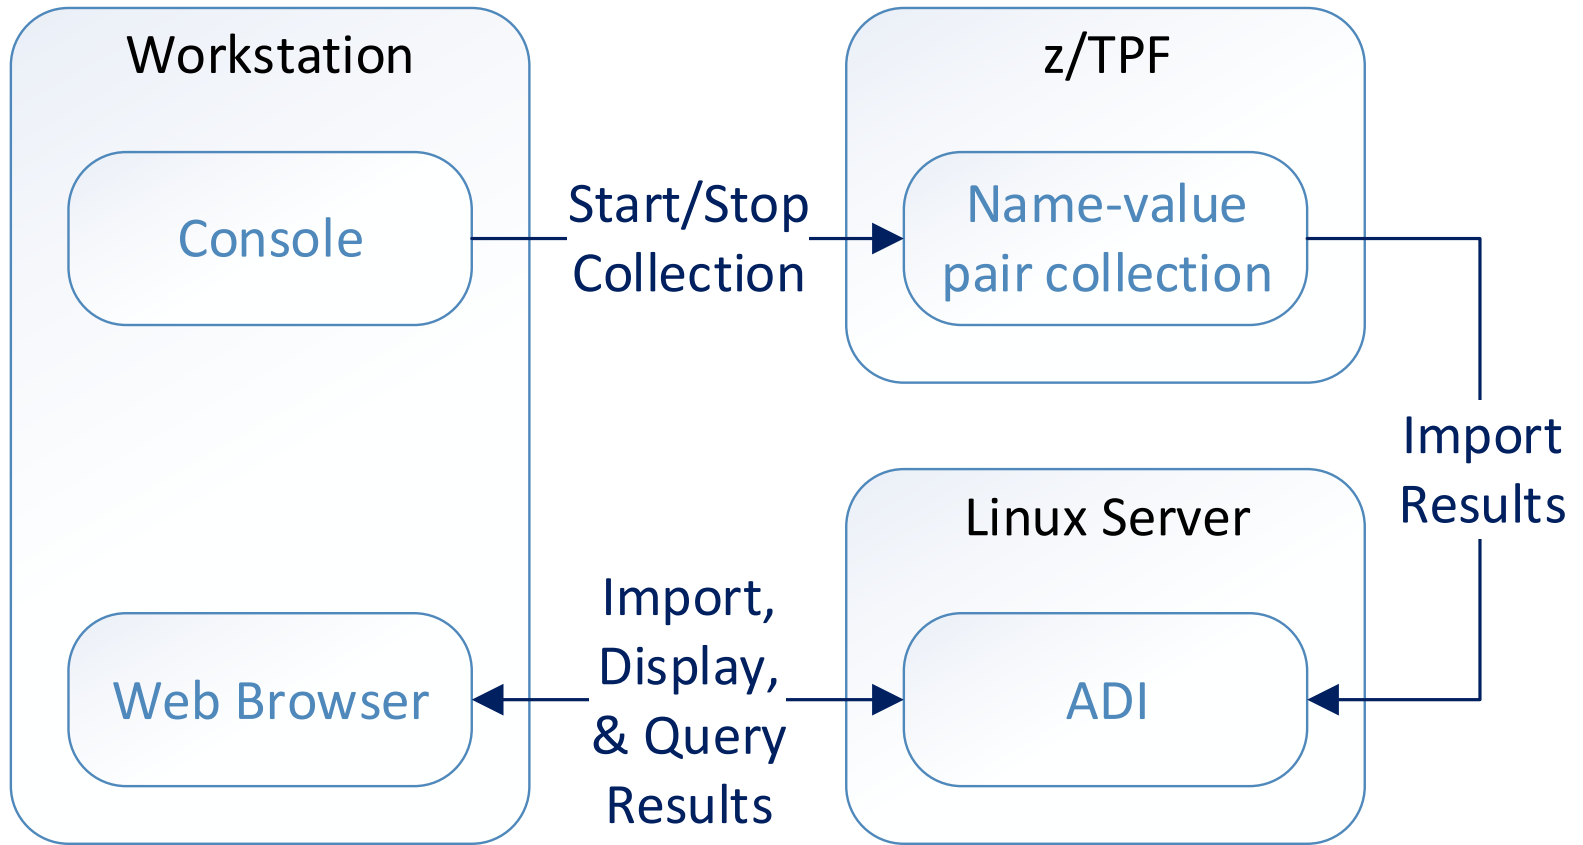 Workstation
Console
Start/Stop
Collection
z/TPF
Name-value
pair collection
Import
Results
Linux Server
ADI
Import,
Display,
& Query
Results
Web Browser